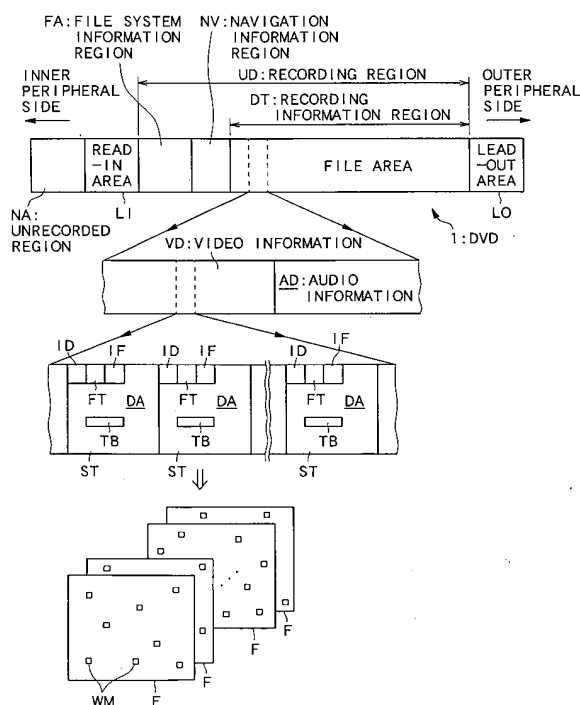 FA:FILE SYSTEM
INFORMATION
REGION
NV:NAVIGATION
INFORMATION
REGION
INNER
PERIPHERAL
SIDE
UD:RECORDING REGION
OUTER
PERIPHERAL
SIDE
DT:RECORDING
INFORMATION REGION
READ
-IN
AREA
FILE AREA
LEAD
-OUT
AREA
NA:
UNRECORDED
REGION
LI
LO
1:DVD
VD:VIDEO INFORMATION
AD:AUDIO
INFORMATION
ID IF ID IF ID IF
FT DA FT DA FT DA
TB TB TB
ST ST ST
F
F
F
WM F